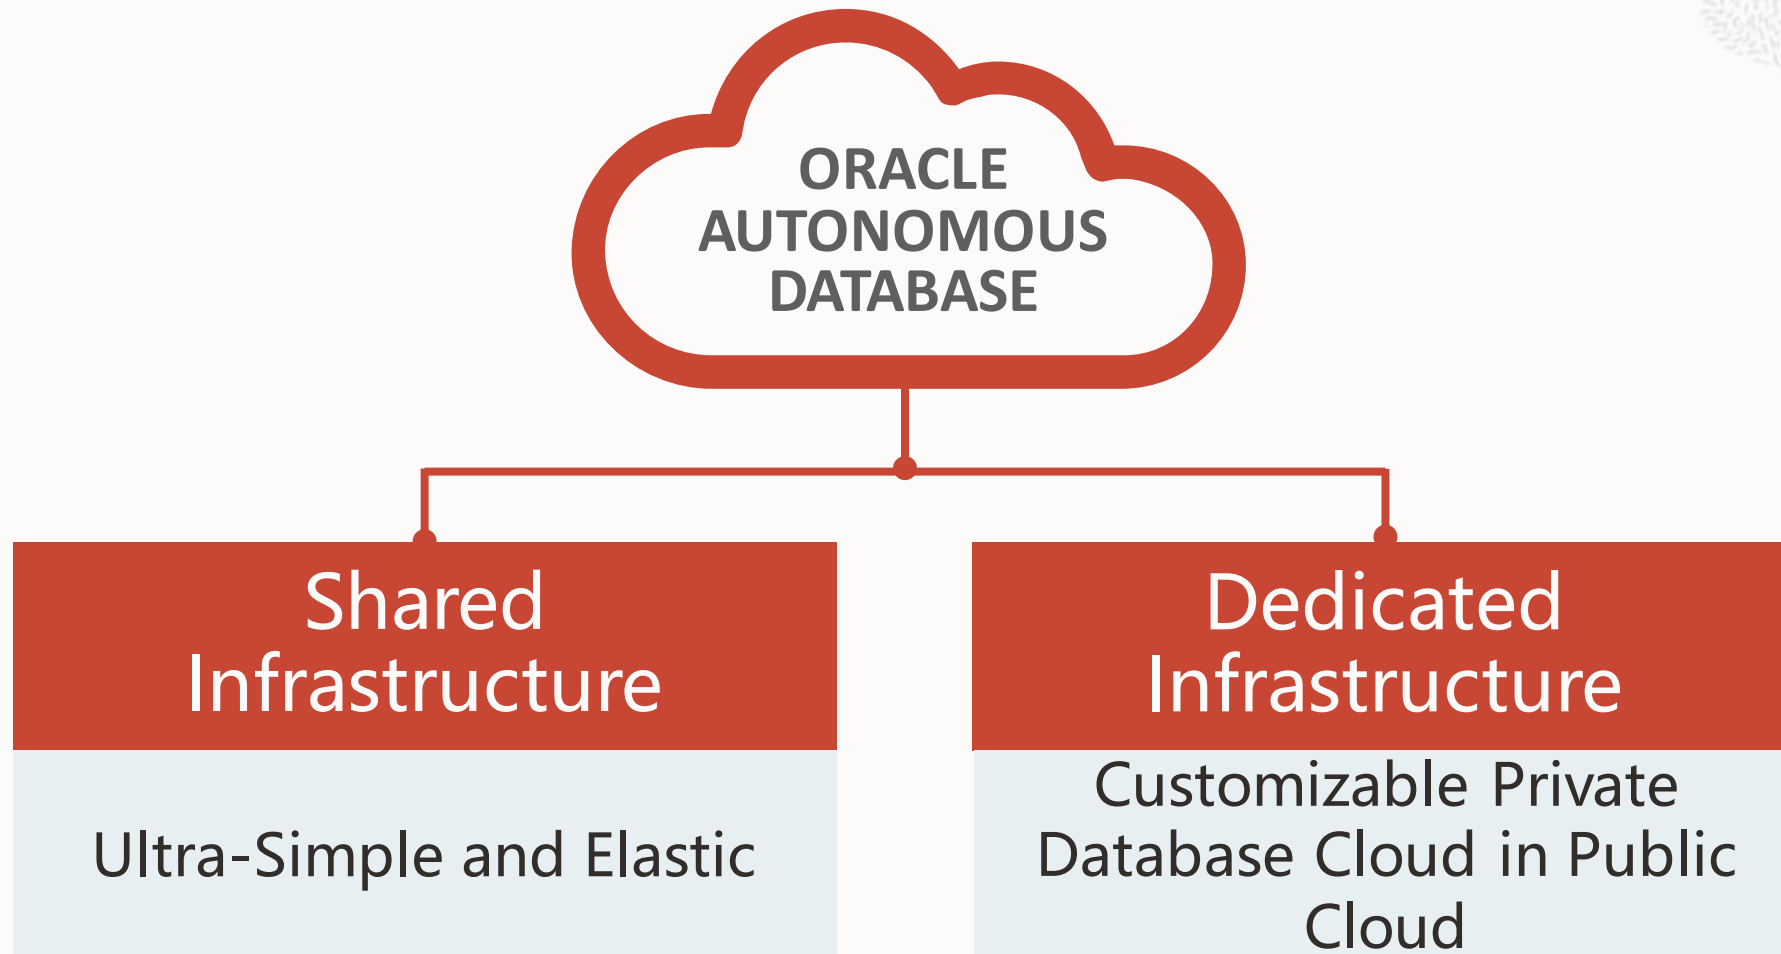 ORACLE
AUTONOMOUS
DATABASE
Shared
Infrastructure
Ultra-Simple and Elastic
Dedicated
Infrastructure
Customizable Private
Database Cloud in Public
Cloud